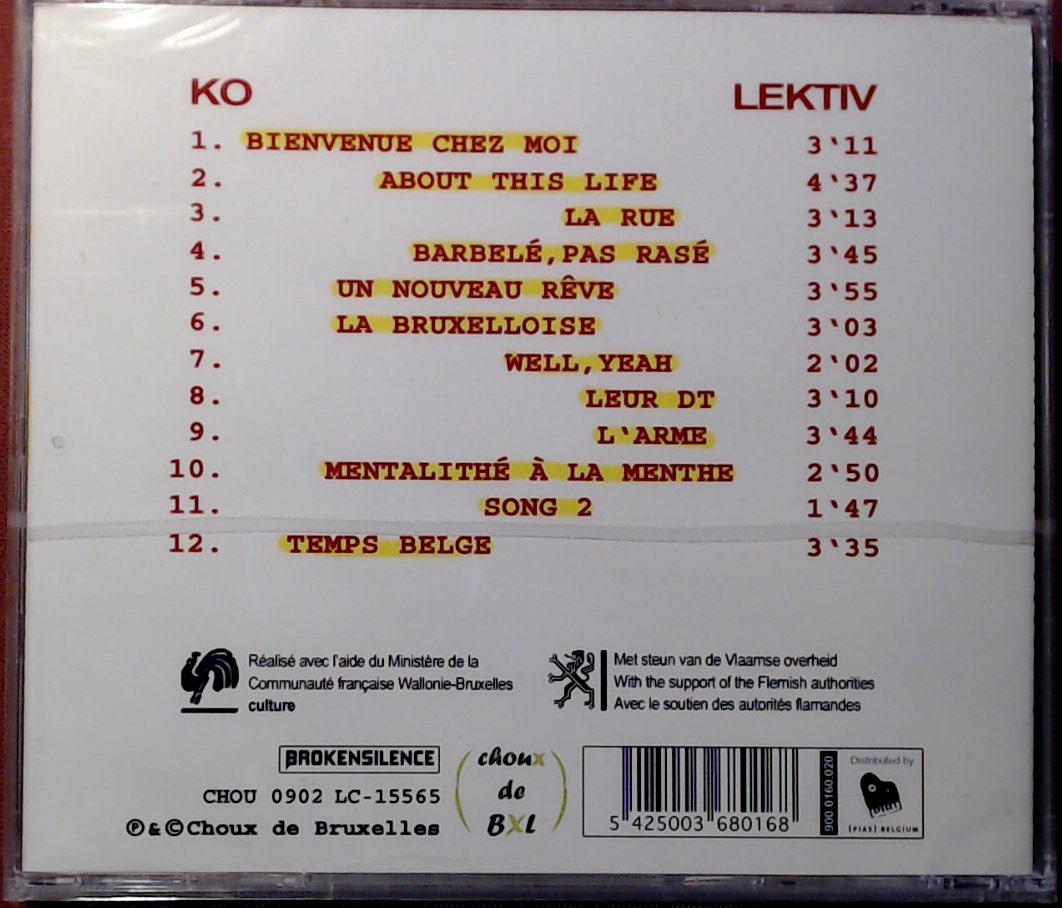 KO LEKTIV
1. BIENVENUE CHEZ MOI 3'11
2. ABOUT THIS LIFE 4'37
3. LA RUE 3'13
4. BARBELÉ,PAS RASÉ 3'45
5. UN NOUVEAU RÊVE 3'55
6. LA BRUXELLOISE 3'03
7. WELL,YEAH 2'02
8. LEUR DT 3'10
9. L'ARME 3'44
10. MENTALITHÉ À LA MENTHE 2'50
11. SONG 2 1'47
12. TEMPS BELGE 3'35
Réalisé avec l'aide du Ministère de la
Communauté française Wallonie-Bruxelles
culture
Met steun van de Vlaamse overheid
With the support of the Flemish authorities
Avec le soutien des autorités flamandes
BROKENSILENCE
CHOU 0902 LC-15565
℗&©Choux de Bruxelles
choux
de
BXL
5 425003 680168
900 0160.020
Distributed by
[PIAS] BELGIUM